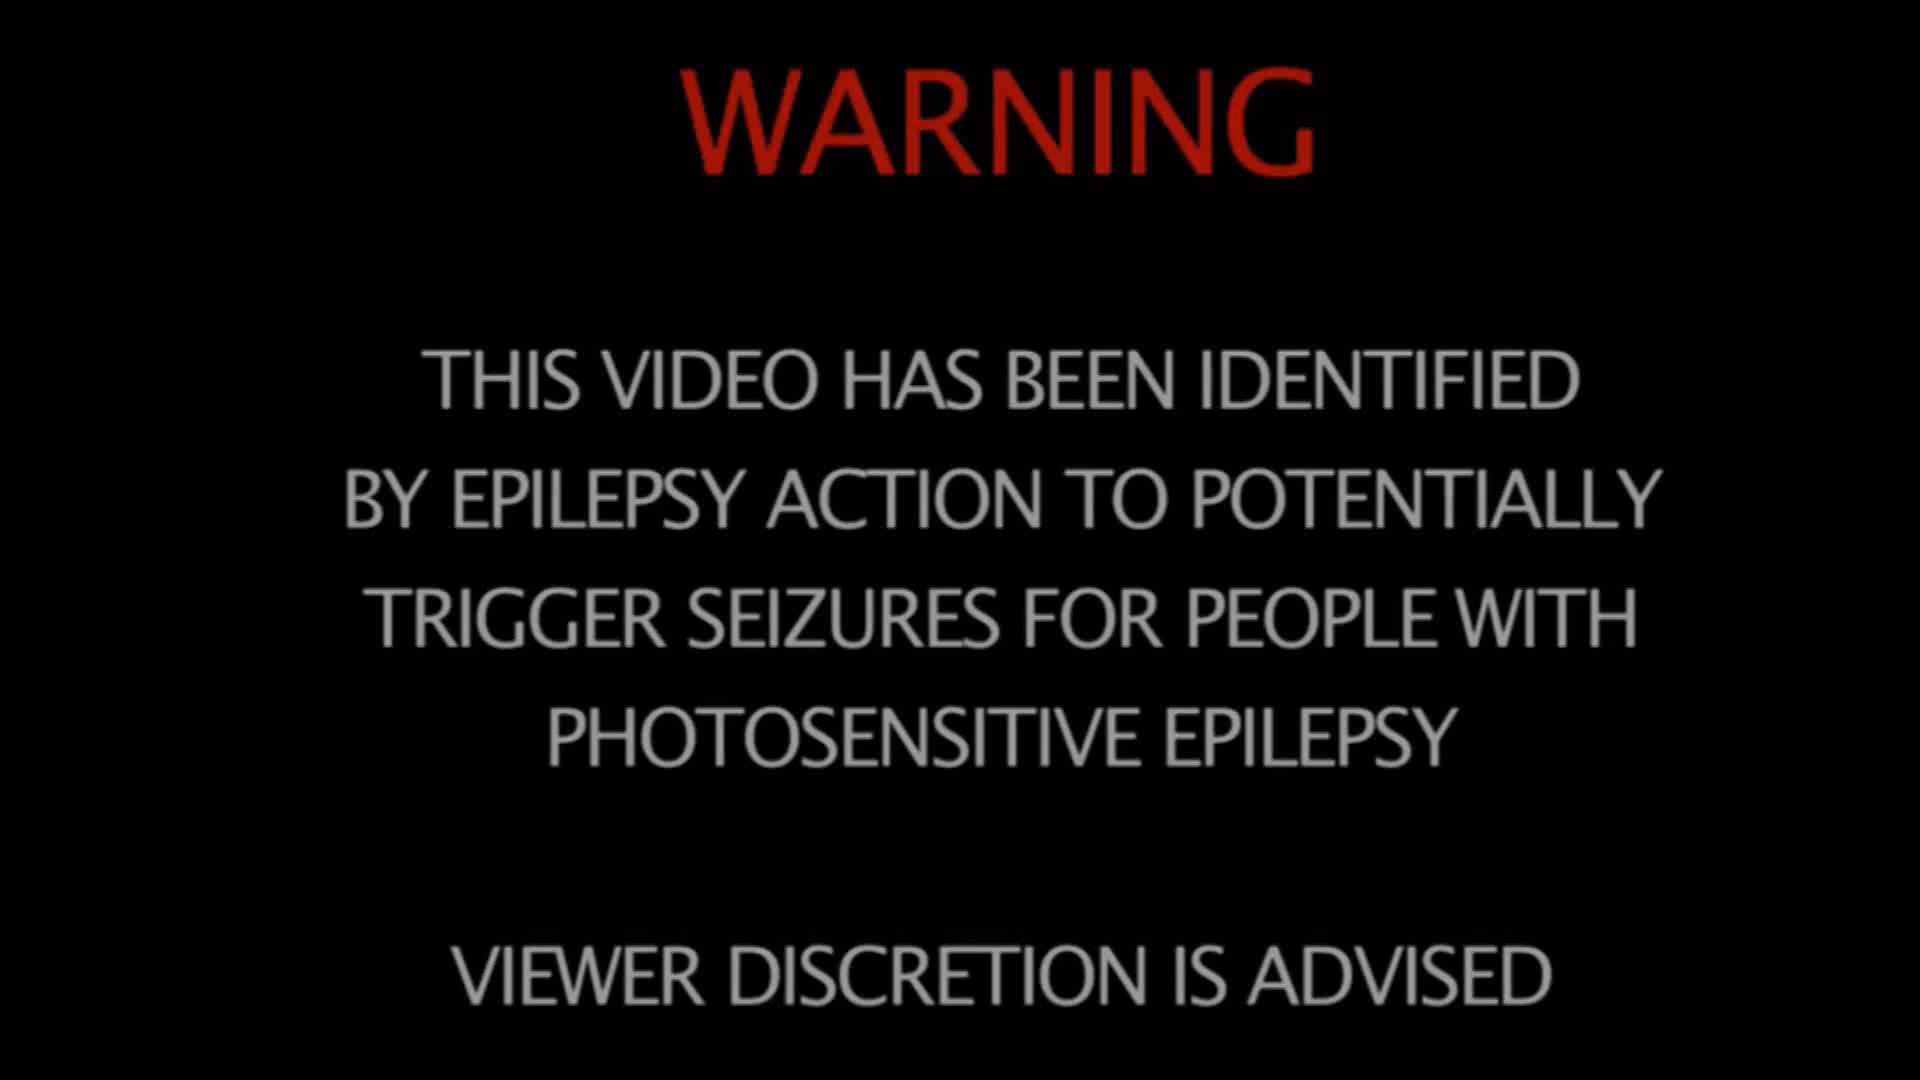 WARNING
THIS VIDEO HAS BEEN IDENTIFIED
BY EPILEPSY ACTION TO POTENTIALLY
TRIGGER SEIZURES FOR PEOPLE WITH
PHOTOSENSITIVE EPILEPSY
VIEWER DISCRETION IS ADVISED